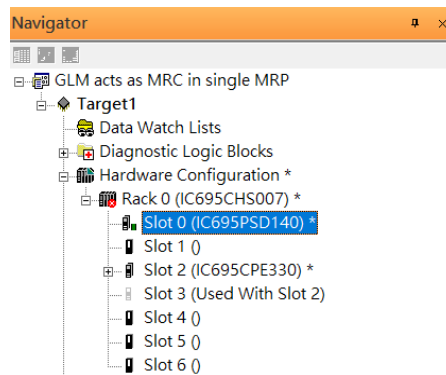 Navigator
GLM acts as MRC in single MRP
Target1
Data Watch Lists
Diagnostic Logic Blocks
Hardware Configuration *
Rack 0 (IC695CHS007) *
Slot 0 (IC695PSD140) *
Slot 1 ()
Slot 2 (IC695CPE330) *
Slot 3 (Used With Slot 2)
Slot 4 ()
Slot 5 ()
Slot 6 ()